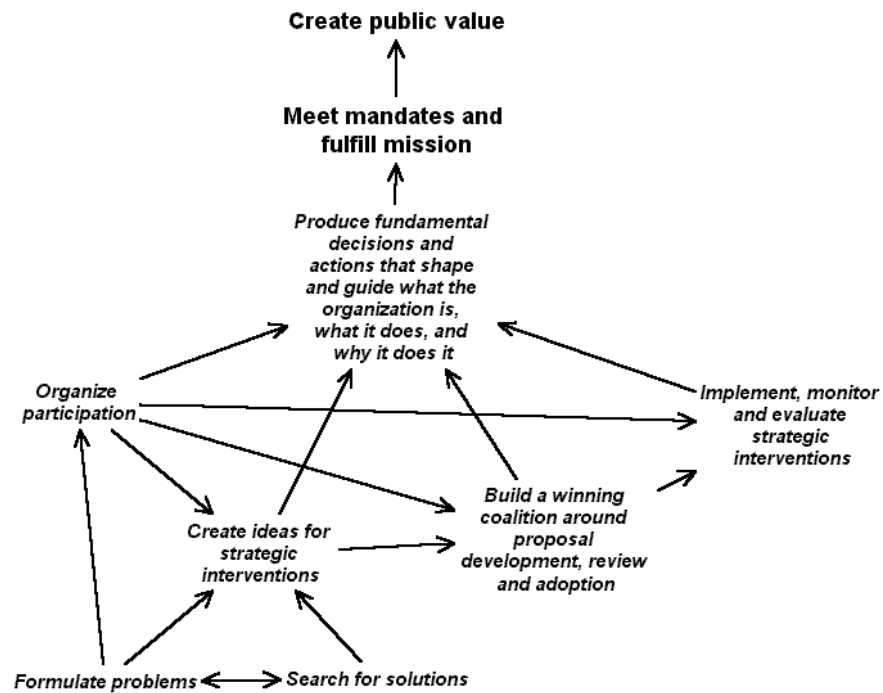 Create public value
Meet mandates and
fulfill mission
Produce fundamental
decisions and
actions that shape
and guide what the
organization is,
what it does, and
why it does it
Organize
participation
Implement, monitor
and evaluate
strategic
interventions
Build a winning
coalition around
proposal
development, review
and adoption
Create ideas for
strategic
interventions
Formulate problems
Search for solutions